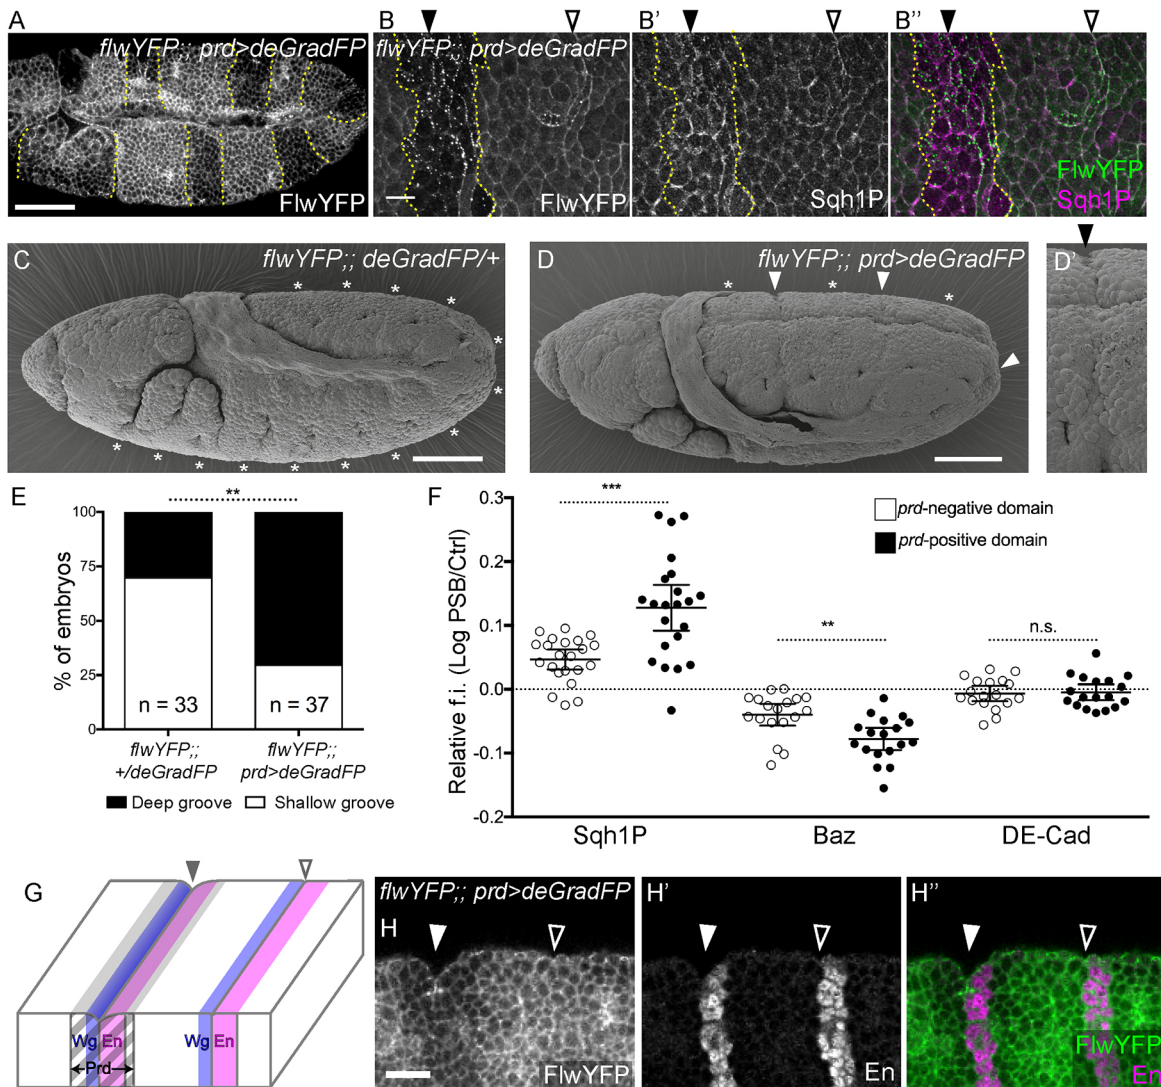 A
flwYFP;; prd>deGradFP
FlwYFP
B
flwYFP;; prd>deGradFP
FlwYFP
B'
Sqh1P
B''
FlwYFP
Sqh1P
C
flwYFP;; deGradFP/+
* * * * * * * * * * * * * * *
D
flwYFP;; prd>deGradFP
* * *
D'
E
**
% of embryos
100
75
50
25
0
n = 33
n = 37
flwYFP;;
+/deGradFP
flwYFP;;
prd>deGradFP
Deep groove
Shallow groove
F
Relative f.i. (Log PSB/Ctrl)
0.3
0.2
0.1
0.0
-0.1
-0.2
***
**
n.s.
prd-negative domain
prd-positive domain
Sqh1P
Baz
DE-Cad
G
Wg
En
Wg
En
Prd
flwYFP;; prd>deGradFP
H
FlwYFP
H'
En
H''
FlwYFP
En